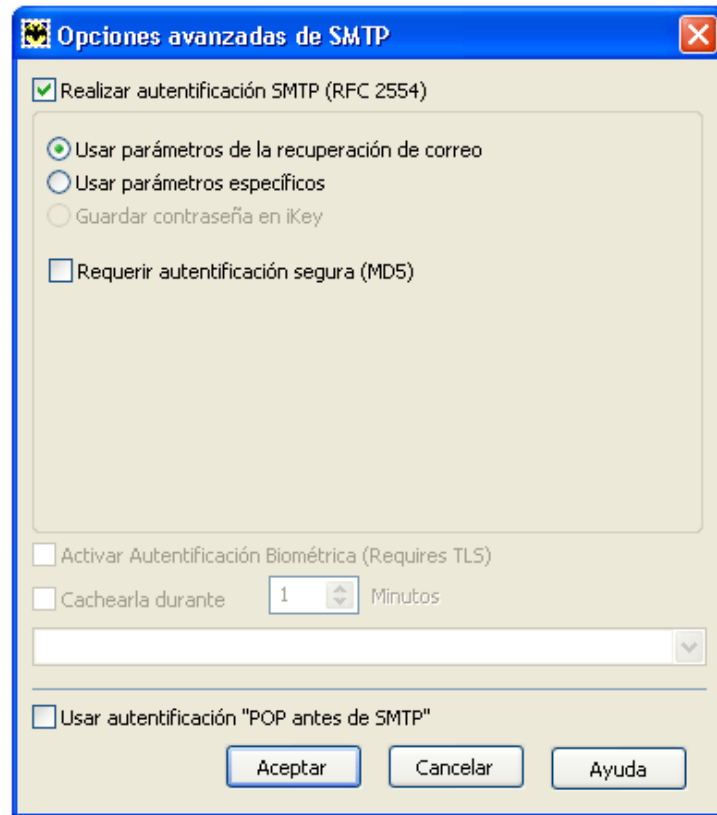 Opciones avanzadas de SMTP
Realizar autentificación SMTP (RFC 2554)
Usar parámetros de la recuperación de correo
Usar parámetros específicos
Guardar contraseña en iKey
Requerir autentificación segura (MD5)
Activar Autentificación Biométrica (Requires TLS)
Cachearla durante 1 Minutos
Usar autentificación "POP antes de SMTP"
Aceptar Cancelar Ayuda